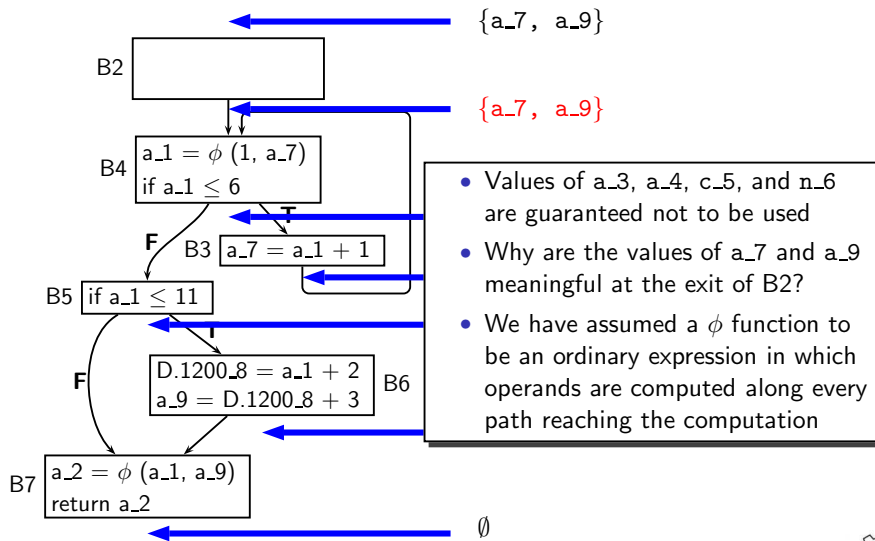 {a_7, a_9}
B2
{a_7, a_9}
B4
a_1 = ϕ (1, a_7)
if a_1 ≤ 6
T
F
B3
a_7 = a_1 + 1
B5
if a_1 ≤ 11
T
F
D.1200_8 = a_1 + 2
a_9 = D.1200_8 + 3
B6
B7
a_2 = ϕ (a_1, a_9)
return a_2
∅
• Values of a_3, a_4, c_5, and n_6
are guaranteed not to be used
• Why are the values of a_7 and a_9
meaningful at the exit of B2?
• We have assumed a ϕ function to
be an ordinary expression in which
operands are computed along every
path reaching the computation